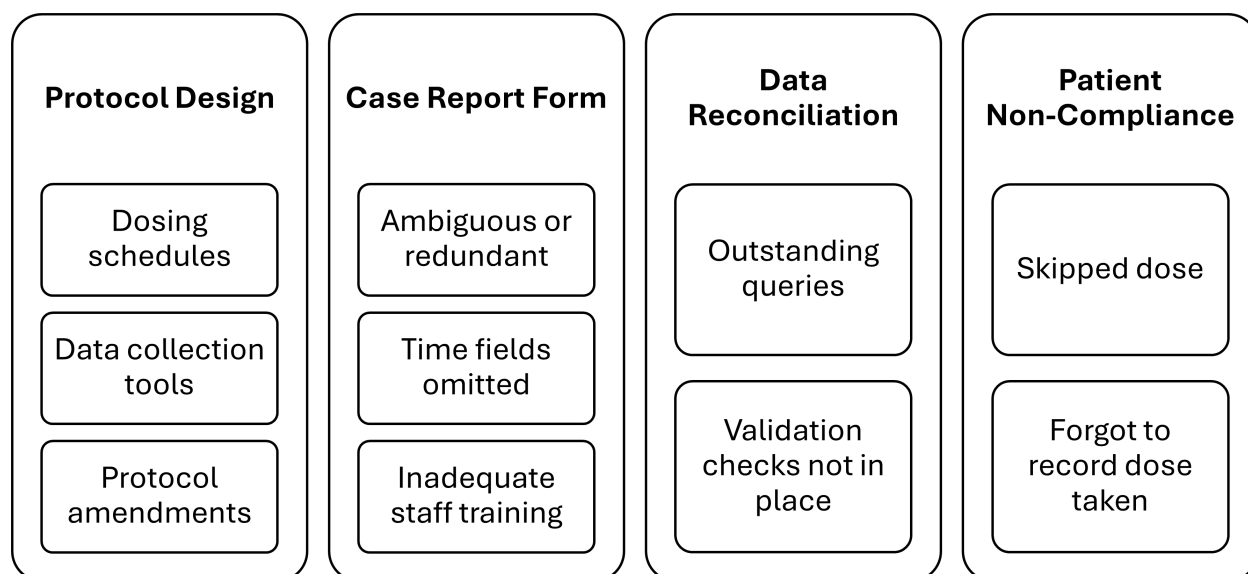 Protocol Design
Dosing
schedules
Data collection
tools
Protocol
amendments
Case Report Form
Ambiguous or
redundant
Time fields
omitted
Inadequate
staff training
Data
Reconciliation
Outstanding
queries
Validation
checks not in
place
Patient
Non-Compliance
Skipped dose
Forgot to
record dose
taken